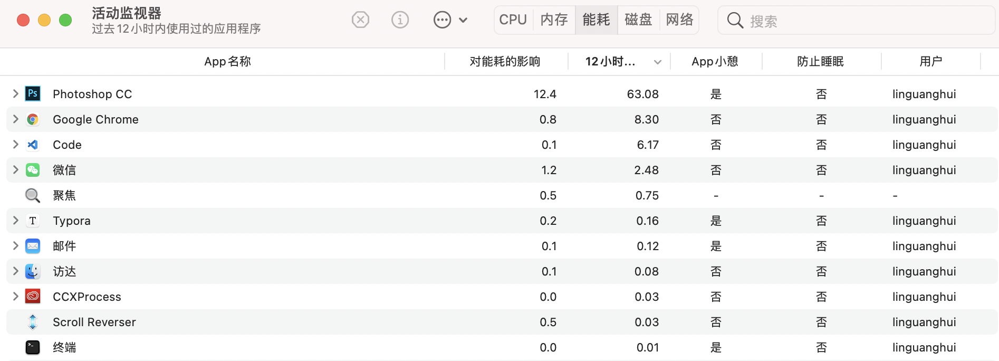 活动监视器
过去12小时内使用过的应用程序
CPU 内存 能耗 磁盘 网络 搜索
App名称 对能耗的影响 12小时... App小憩 防止睡眠 用户
Ps Photoshop CC 12.4 63.08 是 否 linguanghui
Google Chrome 0.8 8.30 否 否 linguanghui
Code 0.1 6.17 否 否 linguanghui
微信 1.2 2.48 否 否 linguanghui
聚焦 0.5 0.75 - - -
T Typora 0.2 0.16 是 否 linguanghui
邮件 0.1 0.12 是 否 linguanghui
访达 0.1 0.08 否 否 linguanghui
CCXProcess 0.0 0.03 否 否 linguanghui
Scroll Reverser 0.5 0.03 否 否 linguanghui
终端 0.0 0.01 是 否 linguanghui